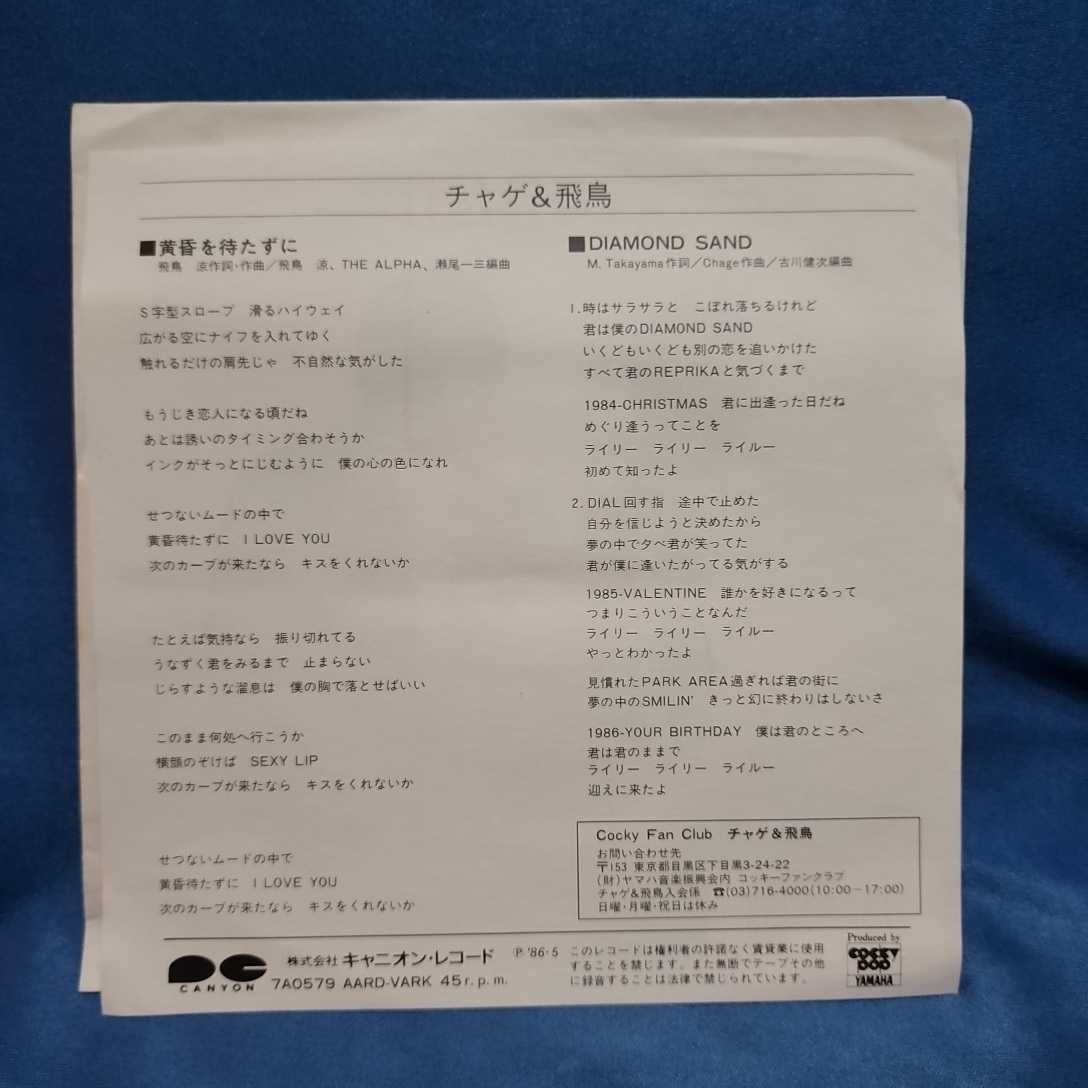 チャゲ&飛鳥
■黄昏を待たずに
飛鳥 涼作詞・作曲/飛鳥 涼、THE ALPHA、瀬尾一三編曲
S字型スロープ 滑るハイウェイ
広がる空にナイフを入れてゆく
触れるだけの肩先じゃ 不自然な気がした
もうじき恋人になる頃だね
あとは誘いのタイミング合わそうか
インクがそっとにじむように 僕の心の色になれ
せつないムードの中で
黄昏待たずに I LOVE YOU
次のカーブが来たなら キスをくれないか
たとえば気持なら 振り切れてる
うなずく君をみるまで 止まらない
じらすような溜息は 僕の胸で落とせばいい
このまま何処へ行こうか
横顔のぞけば SEXY LIP
次のカーブが来たなら キスをくれないか
せつないムードの中で
黄昏待たずに I LOVE YOU
次のカーブが来たなら キスをくれないか
■DIAMOND SAND
M. Takayama作詞/Chage作曲/古川健次編曲
1.時はサラサラと こぼれ落ちるけれど
君は僕のDIAMOND SAND
いくどもいくども別の恋を追いかけた
すべて君のREPRIKAと気づくまで
1984-CHRISTMAS 君に出逢った日だね
めぐり逢うってことを
ライリー ライリー ライルー
初めて知ったよ
2.DIAL回す指 途中で止めた
自分を信じようと決めたから
夢の中で夕べ君が笑ってた
君が僕に逢いたがってる気がする
1985-VALENTINE 誰かを好きになるって
つまりこういうことなんだ
ライリー ライリー ライルー
やっとわかったよ
見慣れたPARK AREA過ぎれば君の街に
夢の中のSMILIN' きっと幻に終わりはしないさ
1986-YOUR BIRTHDAY 僕は君のところへ
君は君のままで
ライリー ライリー ライルー
迎えに来たよ
Cocky Fan Club チャゲ&飛鳥
お問い合わせ先
〒153 東京都目黒区下目黒3-24-22
(財)ヤマハ音楽振興会内 コッキーファンクラブ
チャゲ&飛鳥入会係 ☎(03)716-4000(10:00-17:00)
日曜・月曜・祝日は休み
CANYON
株式会社 キャニオン・レコード
7A0579 AARD-VARK 45r.p.m.
Ⓟ '86・5
このレコードは権利者の許諾なく賃貸業に使用
することを禁じます。また無断でテープその他
に録音することは法律で禁じられています。
Produced by
COCKY
POP
YAMAHA